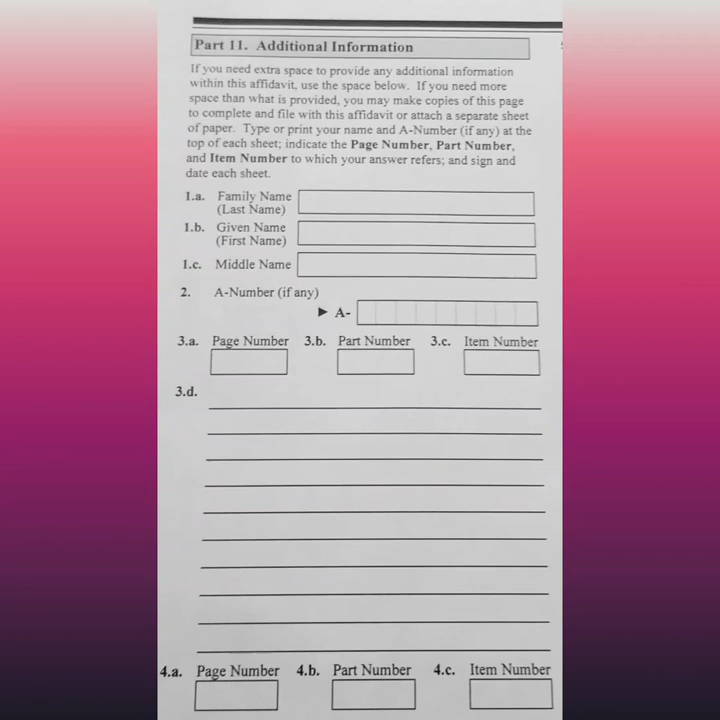 Part 11. Additional Information
If you need extra space to provide any additional information
within this affidavit, use the space below. If you need more
space than what is provided, you may make copies of this page
to complete and file with this affidavit or attach a separate sheet
of paper. Type or print your name and A-Number (if any) at the
top of each sheet; indicate the Page Number, Part Number,
and Item Number to which your answer refers; and sign and
date each sheet.
1.a. Family Name
(Last Name)
1.b. Given Name
(First Name)
1.c. Middle Name
2. A-Number (if any)
► A-
3.a. Page Number 3.b. Part Number 3.c. Item Number
3.d.
4.a. Page Number 4.b. Part Number 4.c. Item Number